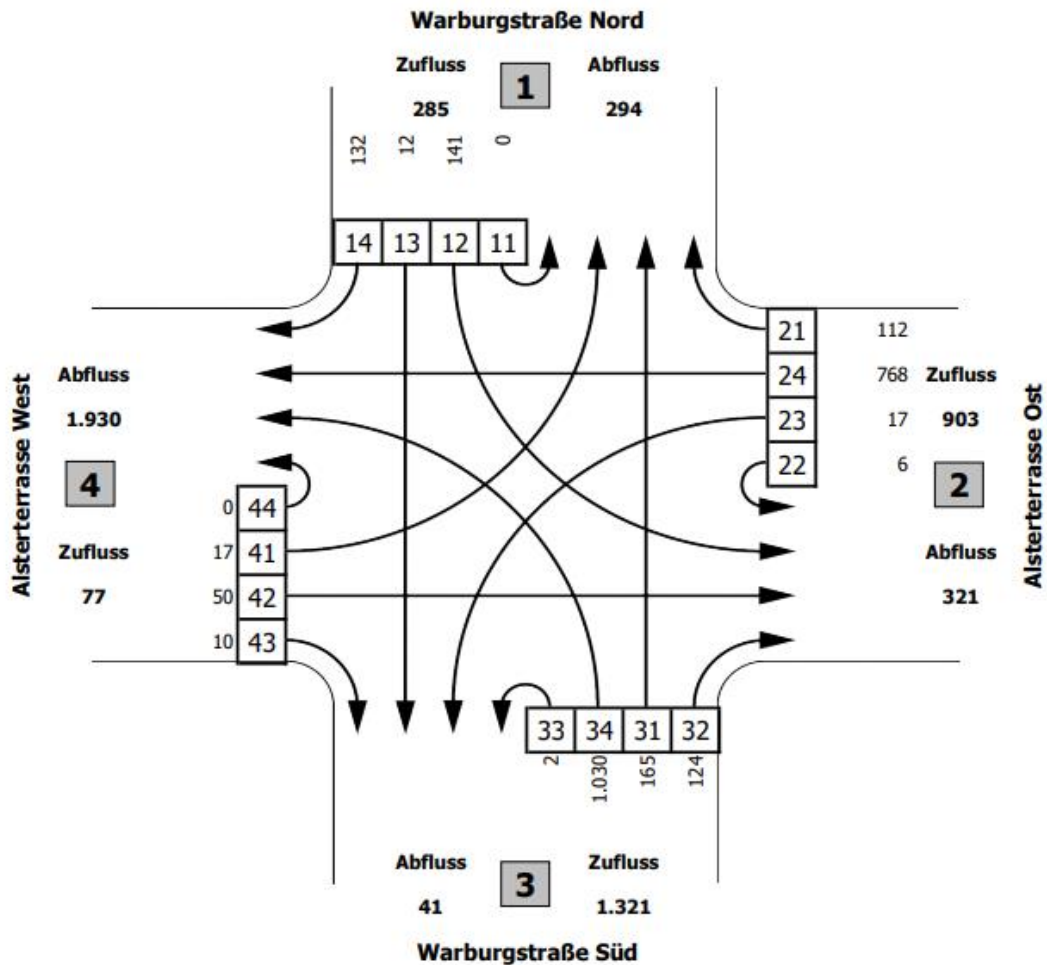 Warburgstraße Nord
Zufluss 1 Abfluss
285 294
132 12 141 0
14 13 12 11
21 112
24 768 Zufluss
23 17 903
22 6
2
Abfluss
321
Alsterterrasse Ost
Alsterterrasse West
Abfluss
1.930
4
0 44
Zufluss
17 41
77
50 42
10 43
33 34 31 32
2 1.030 165 124
Abfluss 3 Zufluss
41 1.321
Warburgstraße Süd